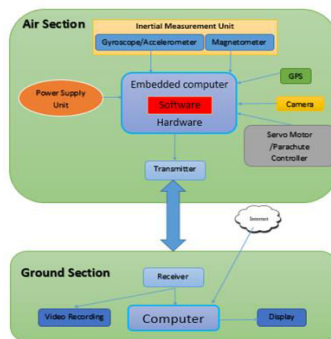 Air Section
Inertial Measurement Unit
Gyroscope/Accelerometer
Magnetometer
Embedded computer
GPS
Power Supply
Unit
Software
Camera
Hardware
Servo Motor
/Parachute
Controller
Transmitter
Internet
Ground Section
Receiver
Video Recording
Computer
Display